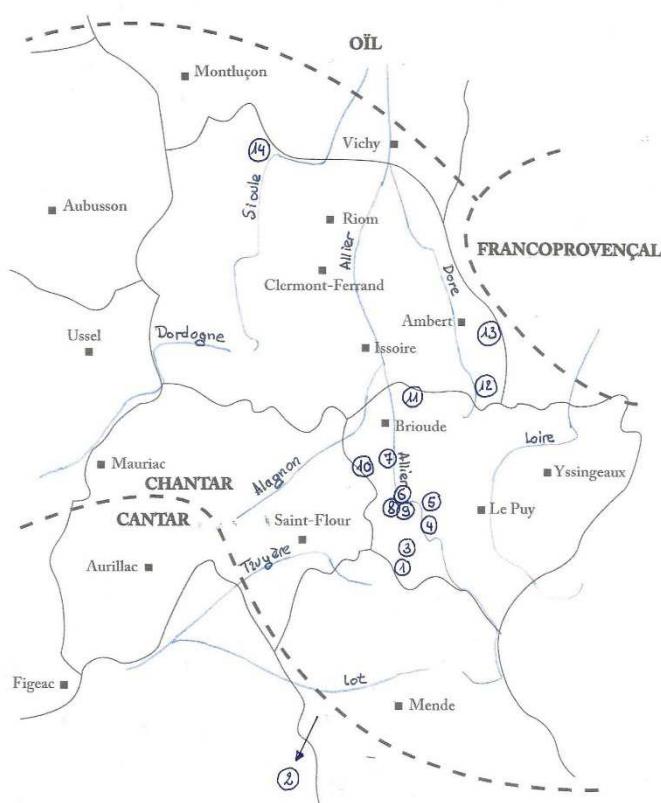 OÏL
Montluçon
Vichy
14
Aubusson
Sioule
Riom
Allier
FRANCOPROVENÇAL
Clermont-Ferrand
Dore
Ambert
13
Ussel
Dordogne
Issoire
12
11
Brioude
Loire
Mauriac
Alagnon
10
7
Allier
Yssingeaux
CHANTAR
6
5
8
9
Le Puy
CANTAR
Saint-Flour
4
3
Aurillac
Truyère
1
Figeac
Lot
Mende
2